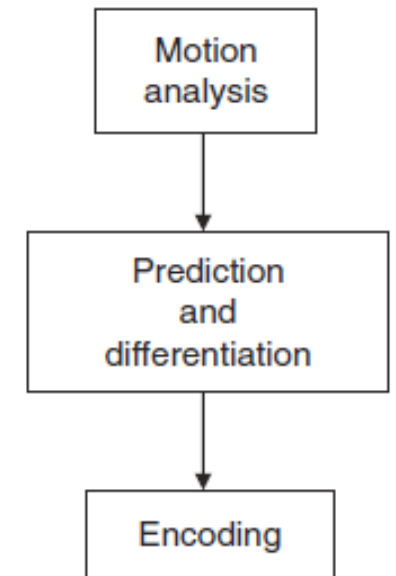 Motion
analysis
Prediction
and
differentiation
Encoding